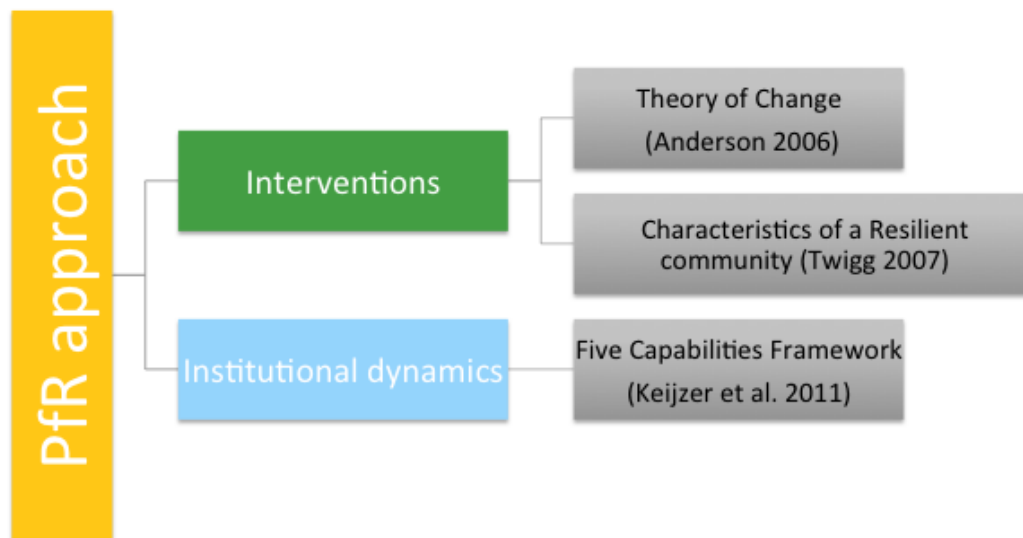 PfR approach
Interventions
Theory of Change
(Anderson 2006)
Characteristics of a Resilient
community (Twigg 2007)
Institutional dynamics
Five Capabilities Framework
(Keijzer et al. 2011)